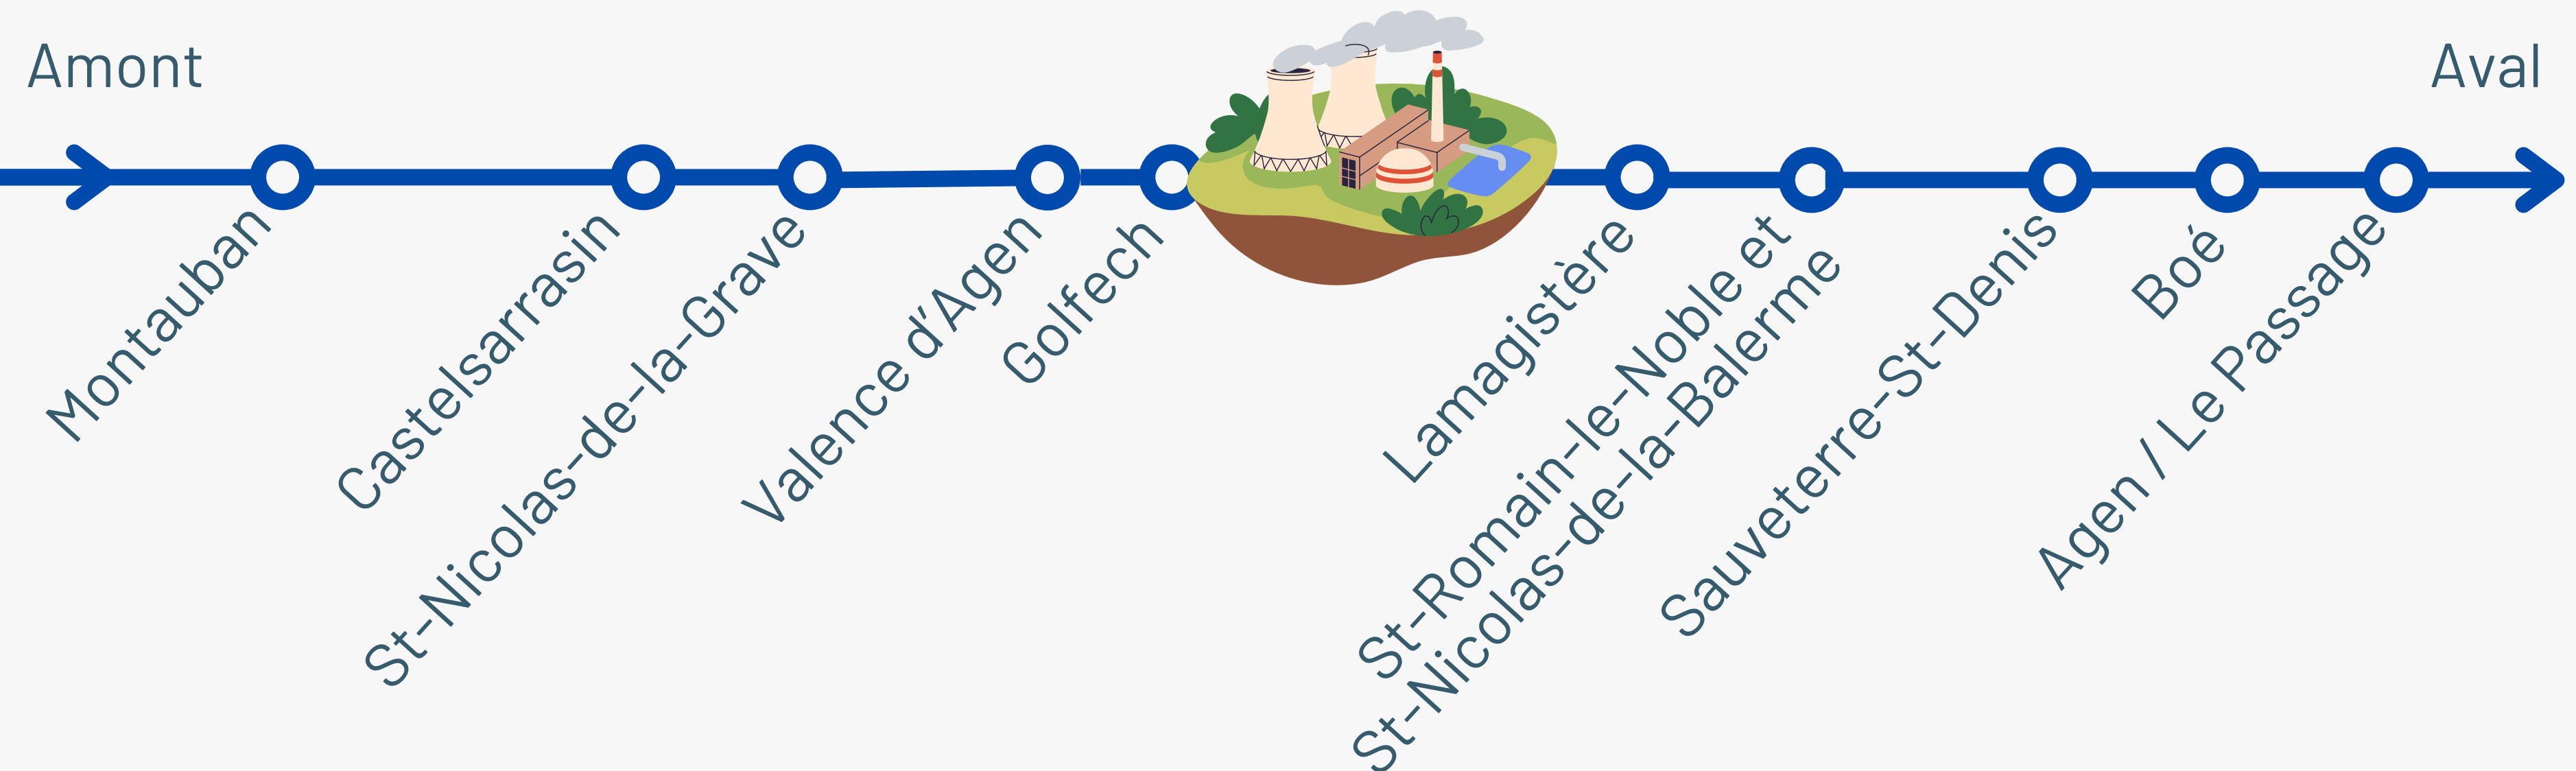 Amont
Aval
Montauban
Castelsarrasin
St-Nicolas-de-la-Grave
Valence d'Agen
Golfech
Lamagistère
St-Romain-le-Noble et
St-Nicolas-de-la-Balerme
Sauveterre-St-Denis
Boé
Agen / Le Passage